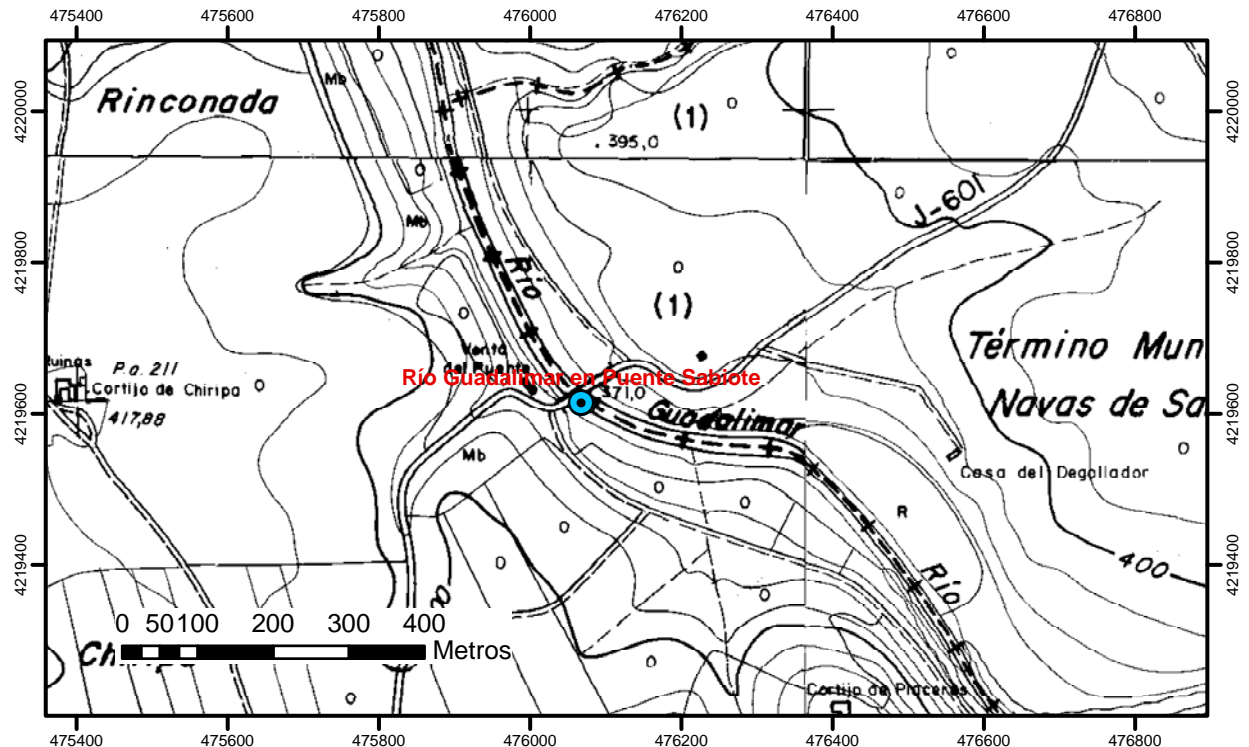 475400 475600 475800 476000 476200 476400 476600 476800
4220000 4220000
Mb
Rinconada
(1)
. 395,0
J-601
Mb
4219800 4219800
Río
(1)
Término Mun
Ruinas
P.a. 211
Venta
del Puente
Río Guadalimar en Puente Sabiote
Cortijo de Chiripa
371,0
Navas de Sa
4219600 4219600
417,88
Guadalimar
Mb
Casa del Degollador
R
4219400 4219400
400
Río
0 50 100 200 300 400
Metros
Cortijo de Placeres
475400 475600 475800 476000 476200 476400 476600 476800